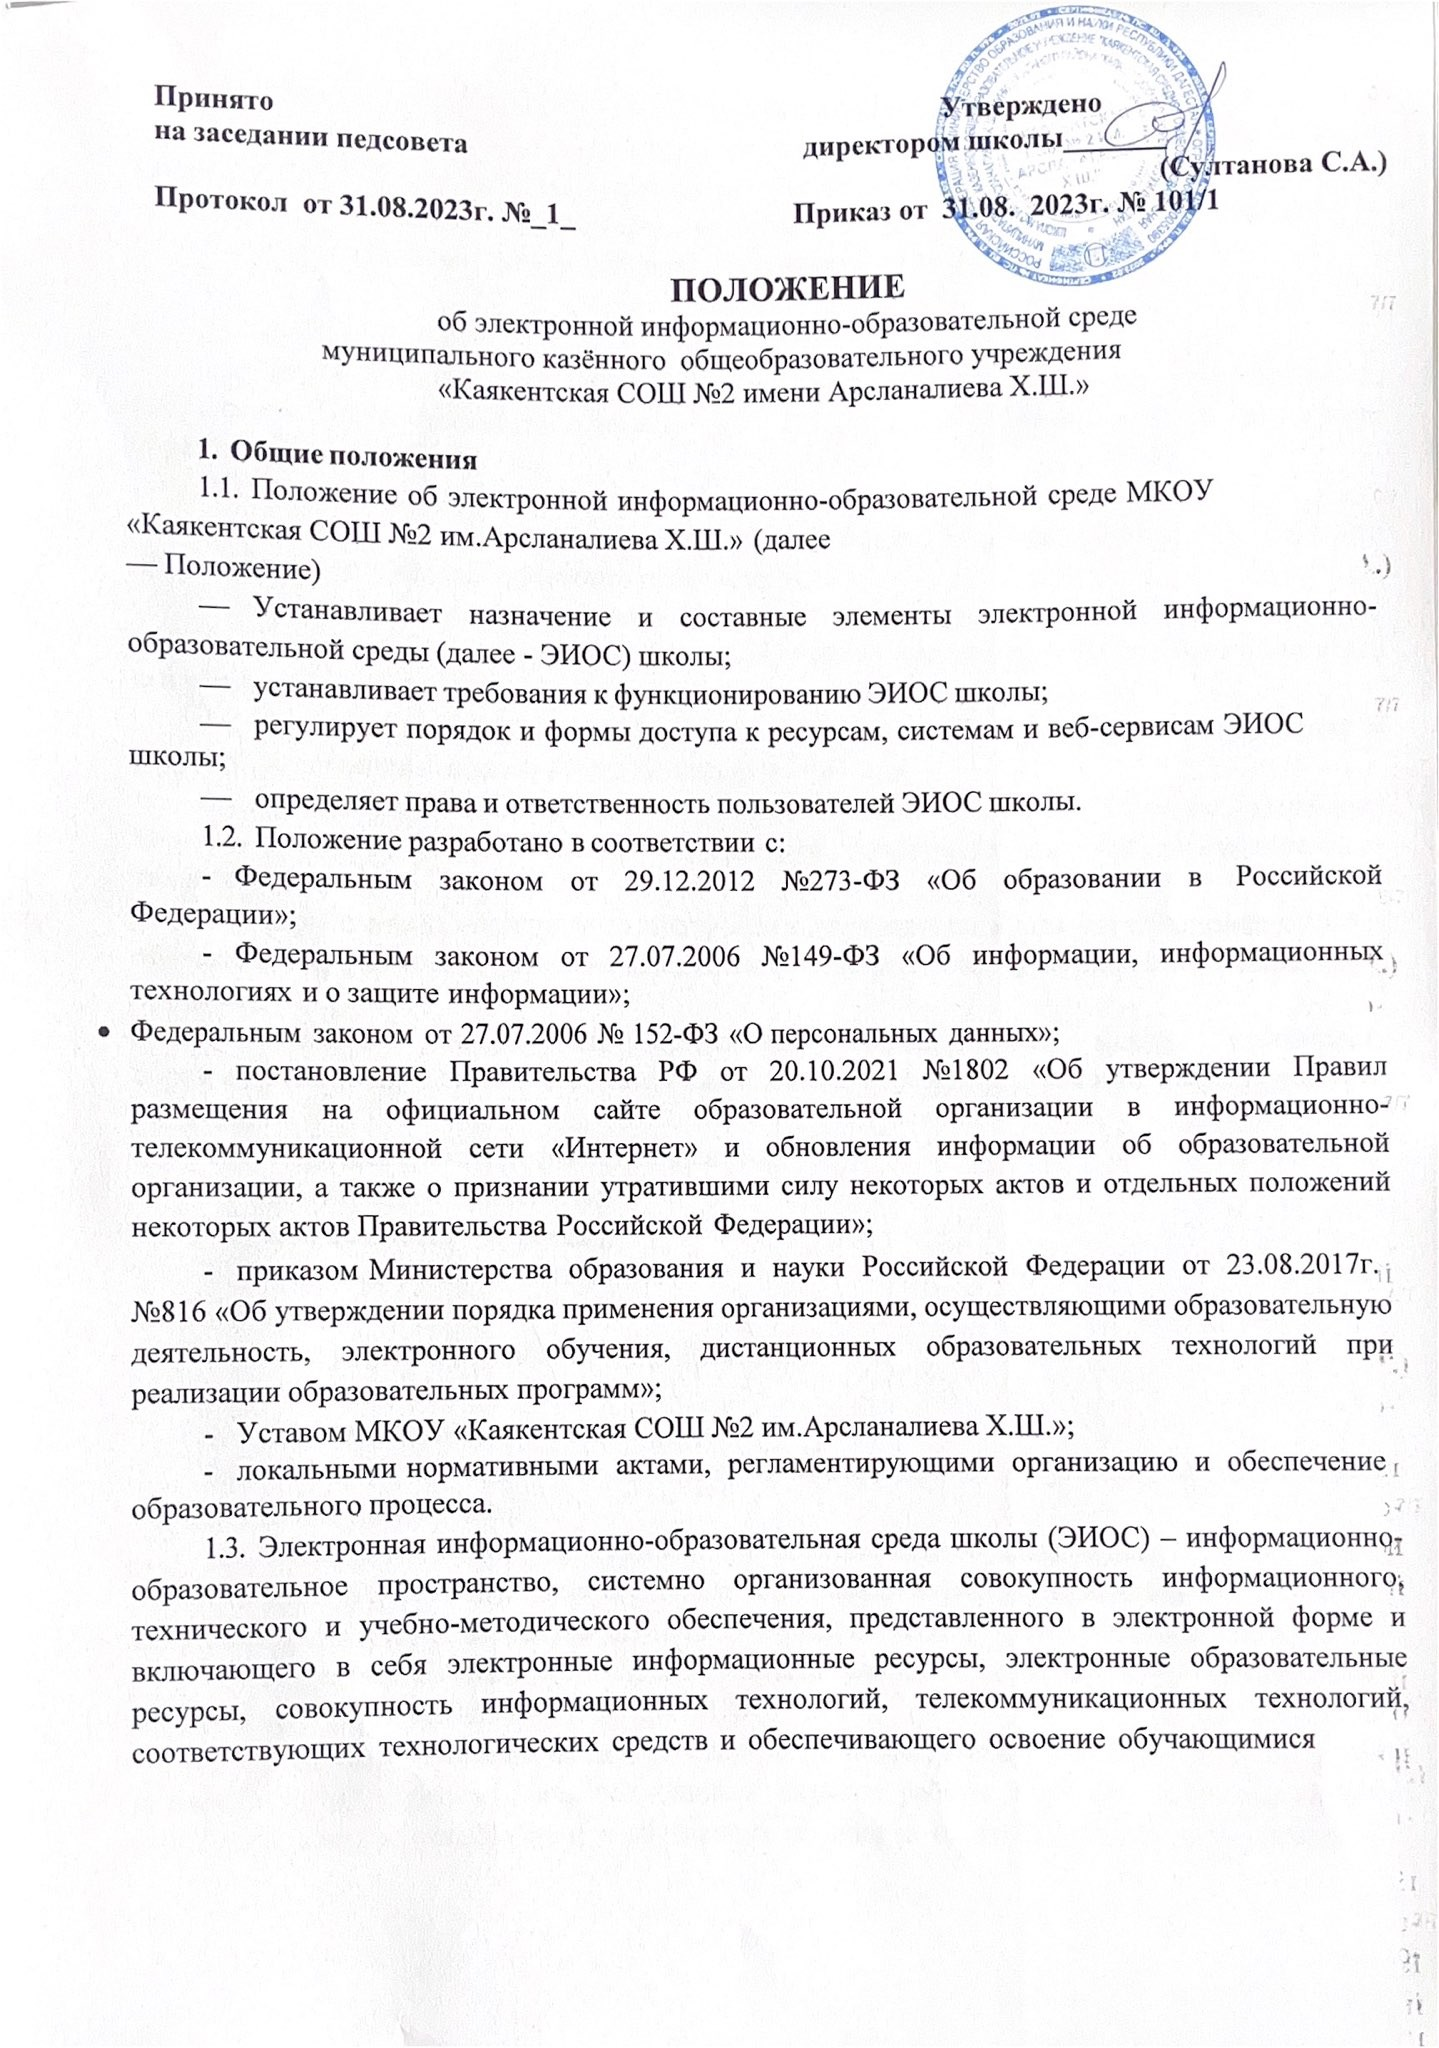 Принято
на заседании педсовета
Протокол от 31.08.2023г. №_1_
Утверждено
директором школы________
(Султанова С.А.)
Приказ от 31.08. 2023г. № 101/1
ПОЛОЖЕНИЕ
об электронной информационно-образовательной среде
муниципального казённого общеобразовательного учреждения
«Каякентская СОШ №2 имени Арсланалиева Х.Ш.»
1. Общие положения
1.1. Положение об электронной информационно-образовательной среде МКОУ
«Каякентская СОШ №2 им.Арсланалиева Х.Ш.» (далее
— Положение)
— Устанавливает назначение и составные элементы электронной информационно-
образовательной среды (далее - ЭИОС) школы;
— устанавливает требования к функционированию ЭИОС школы;
— регулирует порядок и формы доступа к ресурсам, системам и веб-сервисам ЭИОС
школы;
— определяет права и ответственность пользователей ЭИОС школы.
1.2. Положение разработано в соответствии с:
- Федеральным законом от 29.12.2012 №273-ФЗ «Об образовании в Российской
Федерации»;
- Федеральным законом от 27.07.2006 №149-ФЗ «Об информации, информационных
технологиях и о защите информации»;
• Федеральным законом от 27.07.2006 № 152-ФЗ «О персональных данных»;
- постановление Правительства РФ от 20.10.2021 №1802 «Об утверждении Правил
размещения на официальном сайте образовательной организации в информационно-
телекоммуникационной сети «Интернет» и обновления информации об образовательной
организации, а также о признании утратившими силу некоторых актов и отдельных положений
некоторых актов Правительства Российской Федерации»;
- приказом Министерства образования и науки Российской Федерации от 23.08.2017г.
№816 «Об утверждении порядка применения организациями, осуществляющими образовательную
деятельность, электронного обучения, дистанционных образовательных технологий при
реализации образовательных программ»;
- Уставом МКОУ «Каякентская СОШ №2 им.Арсланалиева Х.Ш.»;
- локальными нормативными актами, регламентирующими организацию и обеспечение
образовательного процесса.
1.3. Электронная информационно-образовательная среда школы (ЭИОС) – информационно-
образовательное пространство, системно организованная совокупность информационного,
технического и учебно-методического обеспечения, представленного в электронной форме и
включающего в себя электронные информационные ресурсы, электронные образовательные
ресурсы, совокупность информационных технологий, телекоммуникационных технологий,
соответствующих технологических средств и обеспечивающего освоение обучающимися